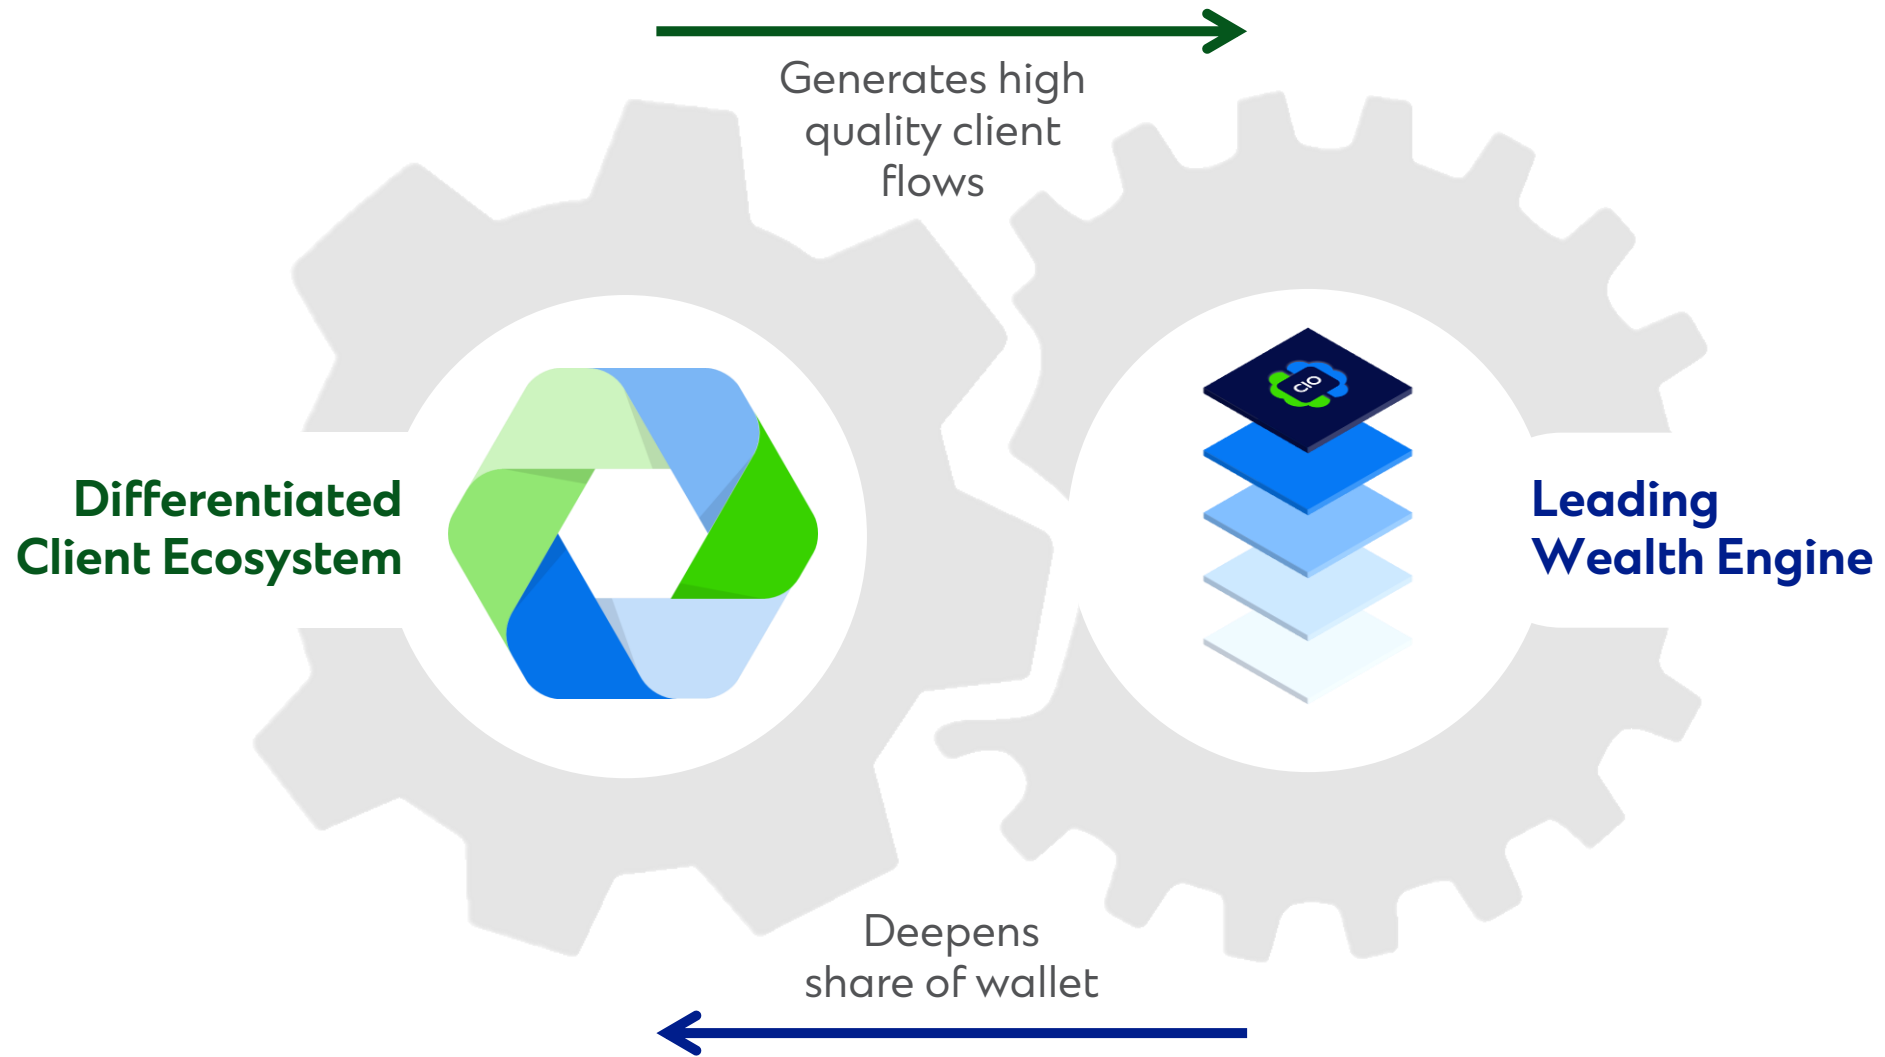 Generates high
quality client
flows
Differentiated
Client Ecosystem
CIO
Leading
Wealth Engine
Deepens
share of wallet